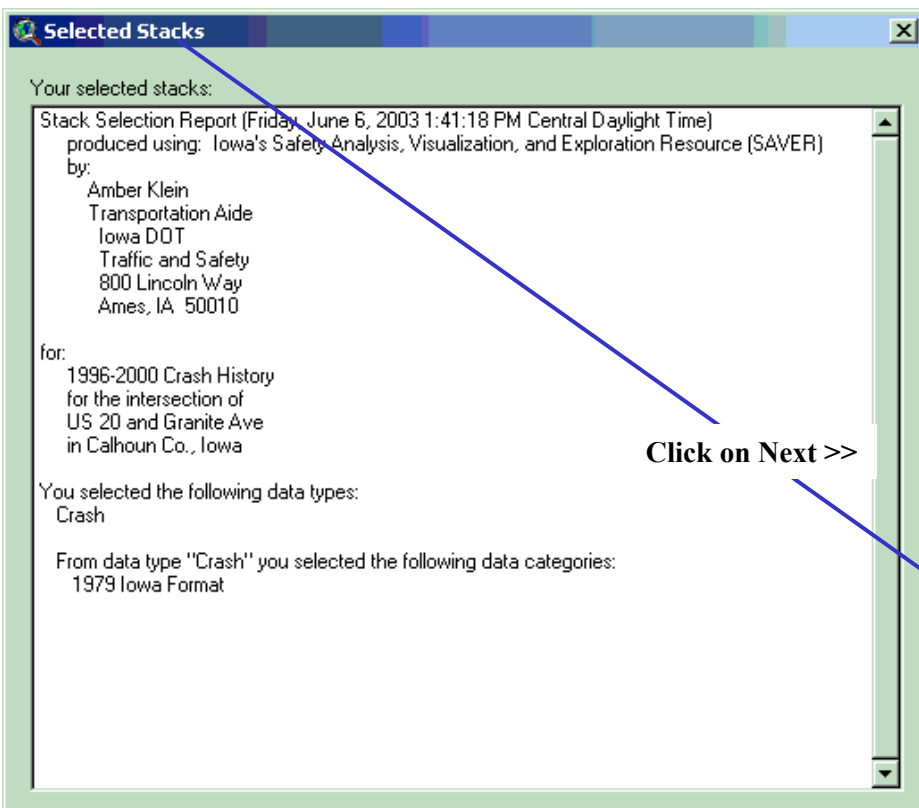 Selected Stacks
Your selected stacks:
Stack Selection Report (Friday, June 6, 2003 1:41:18 PM Central Daylight Time)
produced using: Iowa's Safety Analysis, Visualization, and Exploration Resource (SAVER)
by:
Amber Klein
Transportation Aide
Iowa DOT
Traffic and Safety
800 Lincoln Way
Ames, IA 50010
for:
1996-2000 Crash History
for the intersection of
US 20 and Granite Ave
in Calhoun Co., Iowa
Click on Next >>
You selected the following data types:
Crash
From data type "Crash" you selected the following data categories:
1979 Iowa Format